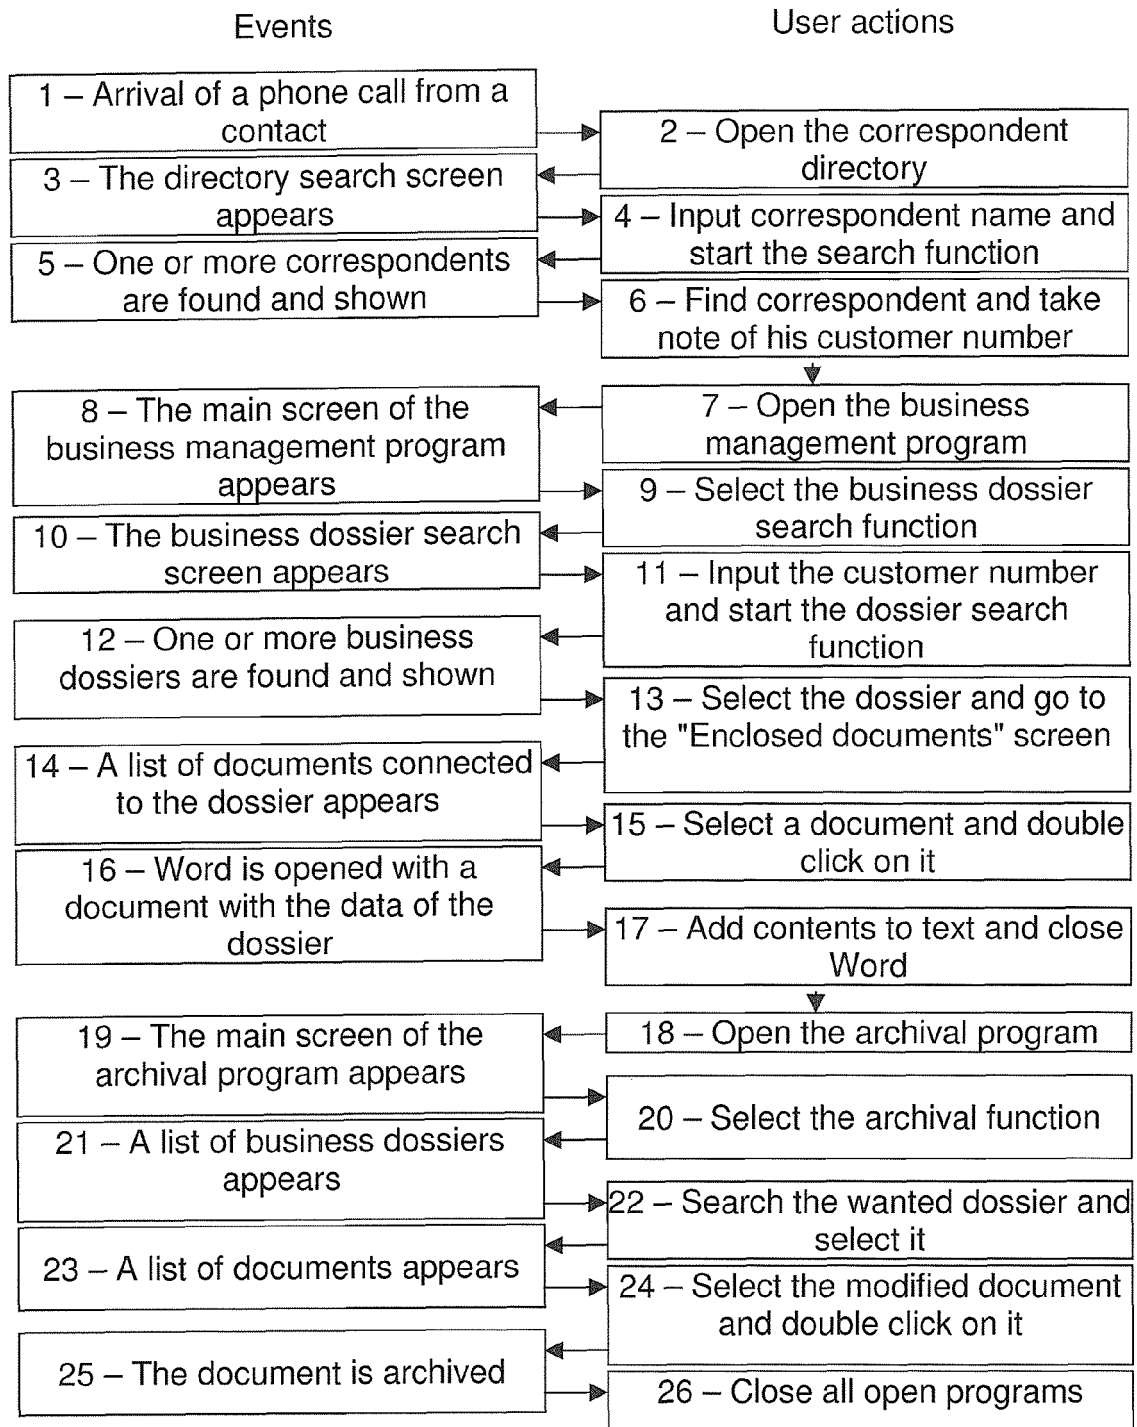 Events
User actions
1 – Arrival of a phone call from a
contact
2 – Open the correspondent
directory
3 – The directory search screen
appears
4 – Input correspondent name and
start the search function
5 – One or more correspondents
are found and shown
6 – Find correspondent and take
note of his customer number
7 – Open the business
management program
8 – The main screen of the
business management program
appears
9 – Select the business dossier
search function
10 – The business dossier search
screen appears
11 – Input the customer number
and start the dossier search
function
12 – One or more business
dossiers are found and shown
13 – Select the dossier and go to
the "Enclosed documents" screen
14 – A list of documents connected
to the dossier appears
15 – Select a document and double
click on it
16 – Word is opened with a
document with the data of the
dossier
17 – Add contents to text and close
Word
18 – Open the archival program
19 – The main screen of the
archival program appears
20 – Select the archival function
21 – A list of business dossiers
appears
22 – Search the wanted dossier and
select it
23 – A list of documents appears
24 – Select the modified document
and double click on it
25 – The document is archived
26 – Close all open programs